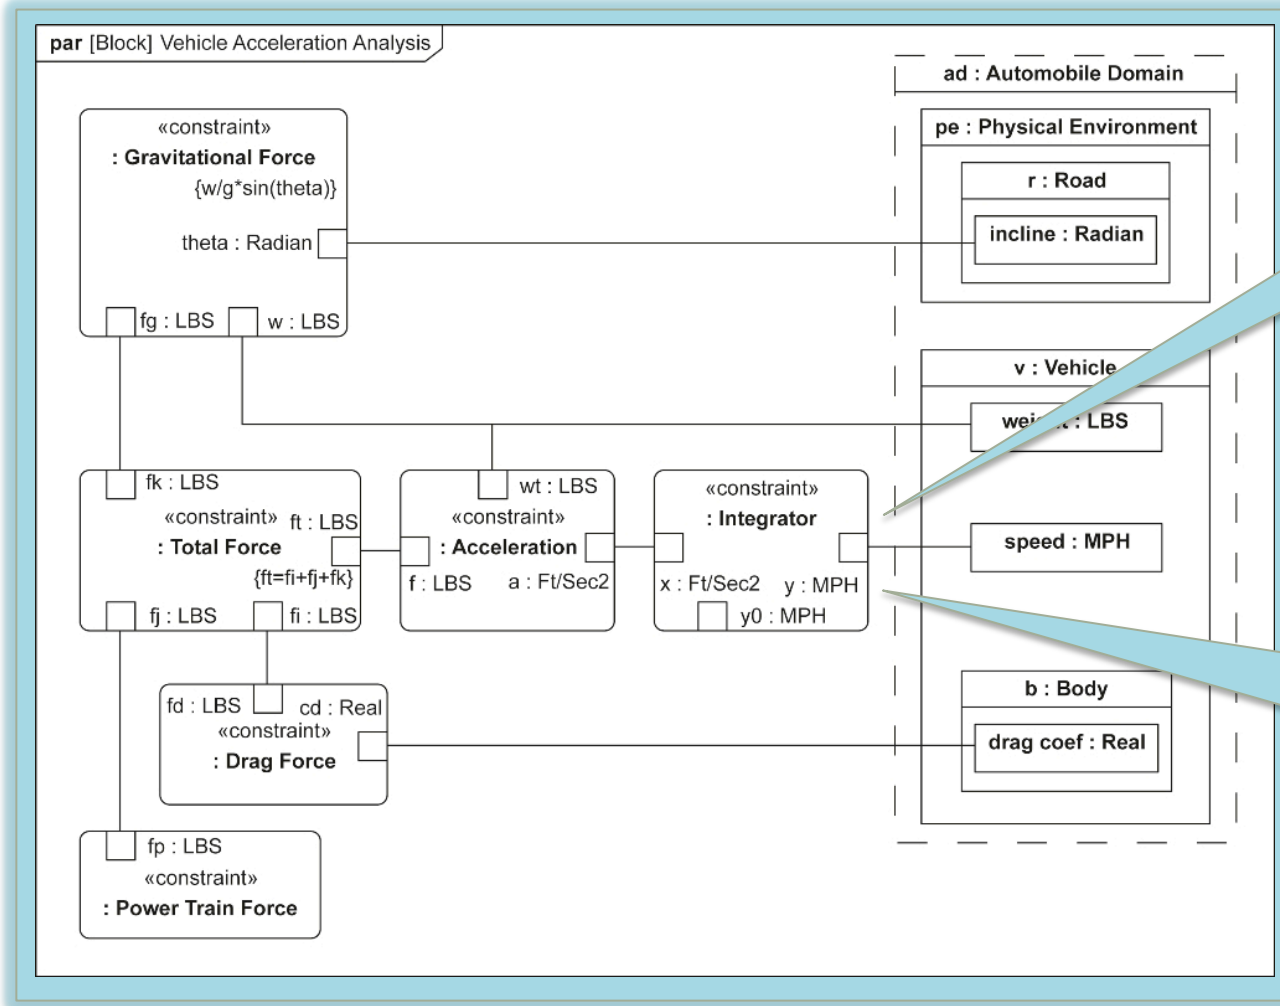 par [Block] Vehicle Acceleration Analysis
ad : Automobile Domain
«constraint»
: Gravitational Force
{w/g*sin(theta)}
theta : Radian
fg : LBS
w : LBS
pe : Physical Environment
r : Road
incline : Radian
v : Vehicle
: LBS
speed : MPH
b : Body
drag coef : Real
fk : LBS
«constraint»
ft : LBS
: Total Force
{ft=fi+fj+fk}
fj : LBS
fi : LBS
wt : LBS
«constraint»
: Acceleration
f : LBS
a : Ft/Sec2
«constraint»
: Integrator
x : Ft/Sec2
y : MPH
y0 : MPH
fd : LBS
cd : Real
«constraint»
: Drag Force
fp : LBS
«constraint»
: Power Train Force